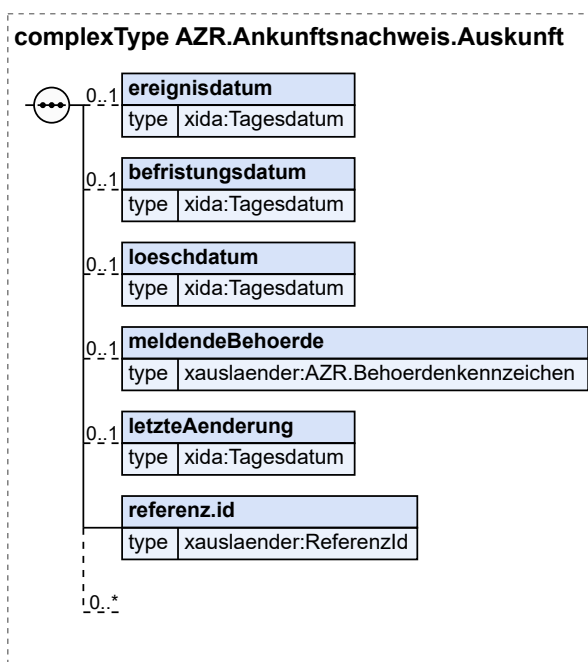 complexType AZR.Ankunftsnachweis.Auskunft
0..1 ereignisdatum
type xida:Tagesdatum
0..1 befristungsdatum
type xida:Tagesdatum
0..1 loeschdatum
type xida:Tagesdatum
0..1 meldendeBehoerde
type xauslaender:AZR.Behoerdenkennzeichen
0..1 letzteAenderung
type xida:Tagesdatum
referenz.id
type xauslaender:ReferenzId
0..*